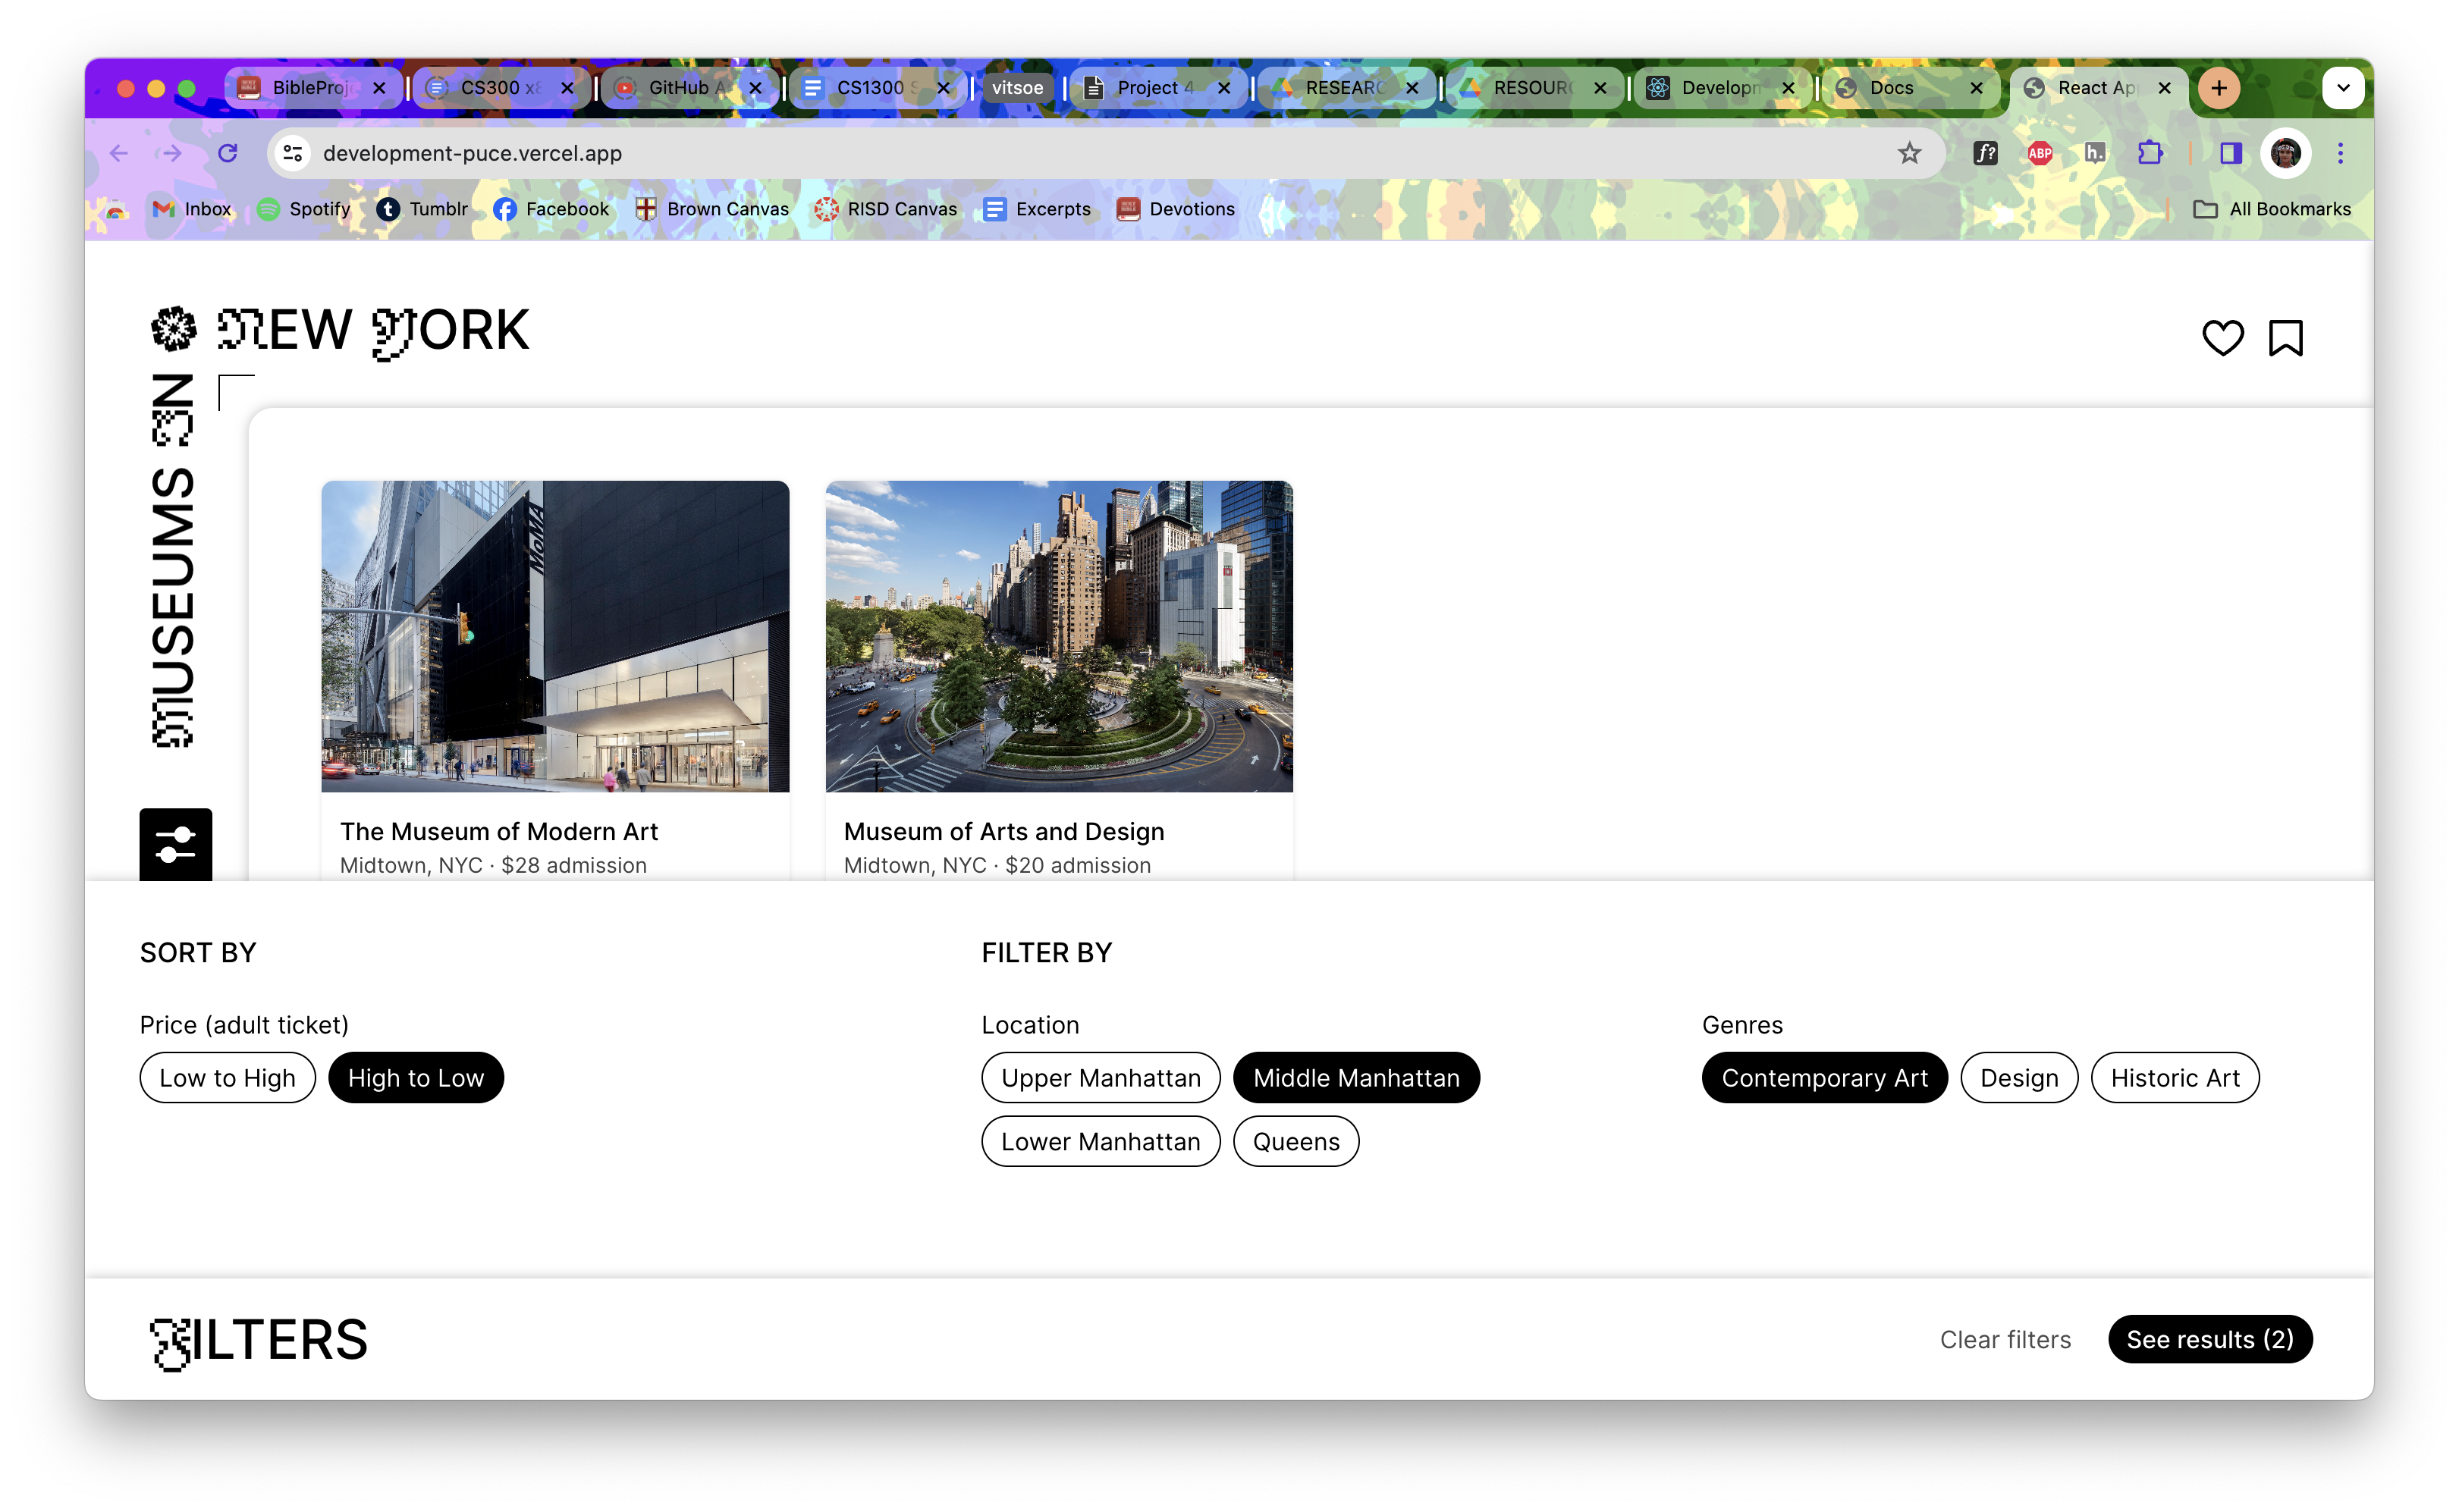 BibleProj
CS300 x8
GitHub A
CS1300 S
vitsoe
Project 4
RESEARC
RESOUR
Developm
Docs
React Ap
development-puce.vercel.app
f?
ABP
h.
Inbox
Spotify
Tumblr
Facebook
Brown Canvas
RISD Canvas
Excerpts
Devotions
All Bookmarks
NEW YORK
MUSEUMS IN
MoMA
The Museum of Modern Art
Midtown, NYC · $28 admission
Museum of Arts and Design
Midtown, NYC · $20 admission
SORT BY
Price (adult ticket)
Low to High
High to Low
FILTER BY
Location
Upper Manhattan
Middle Manhattan
Lower Manhattan
Queens
Genres
Contemporary Art
Design
Historic Art
FILTERS
Clear filters
See results (2)